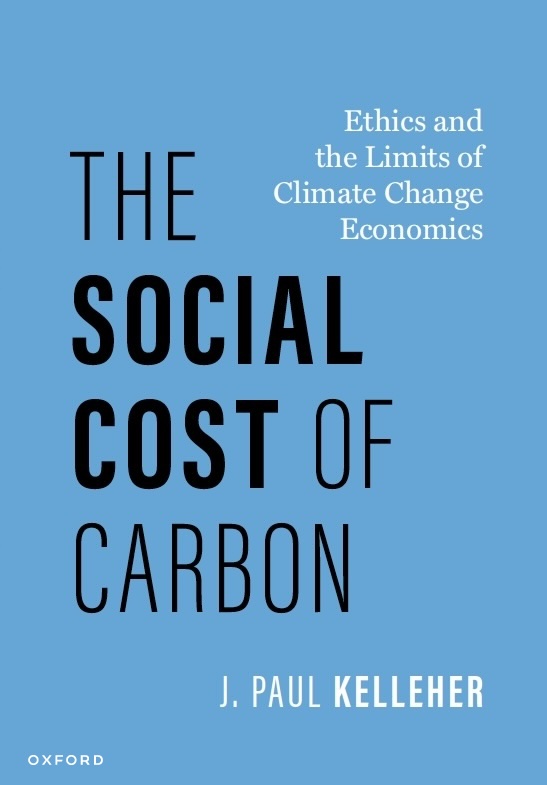 Ethics and
the Limits of
Climate Change
Economics
THE
SOCIAL
COST OF
CARBON
J. PAUL KELLEHER
OXFORD